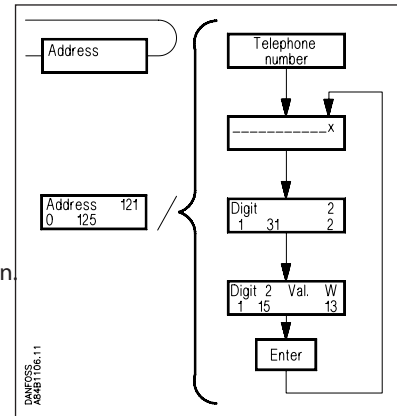 Address
Address 121
0 125
n.
Telephone
number
___________x
Digit 2
1 31 2
Digit 2 Val. W
1 15 13
Enter
DANFOSS
A84B1106.11